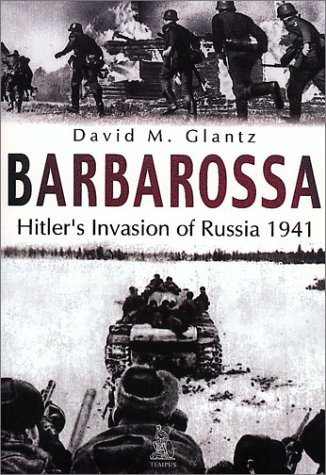 David M. Glantz
BARBAROSSA
Hitler's Invasion of Russia 1941
TEMPUS